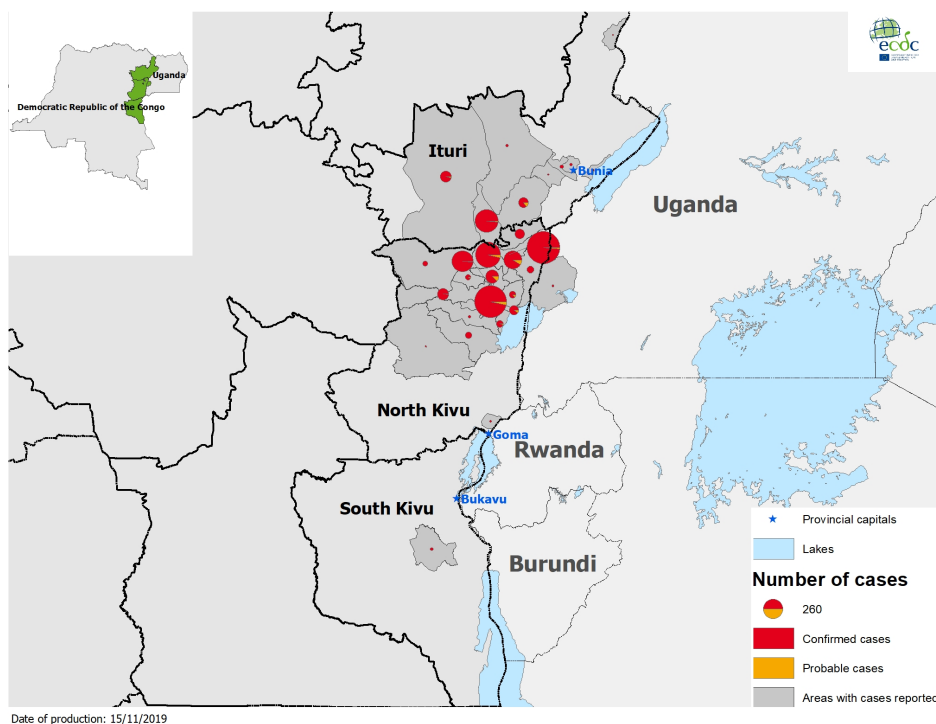 ecdc
Uganda
Democratic Republic of the Congo
Ituri
Bunia
Uganda
North Kivu
Goma
Rwanda
Bukavu
South Kivu
Burundi
Provincial capitals
Lakes
Number of cases
260
Confirmed cases
Probable cases
Areas with cases reported
Date of production: 15/11/2019